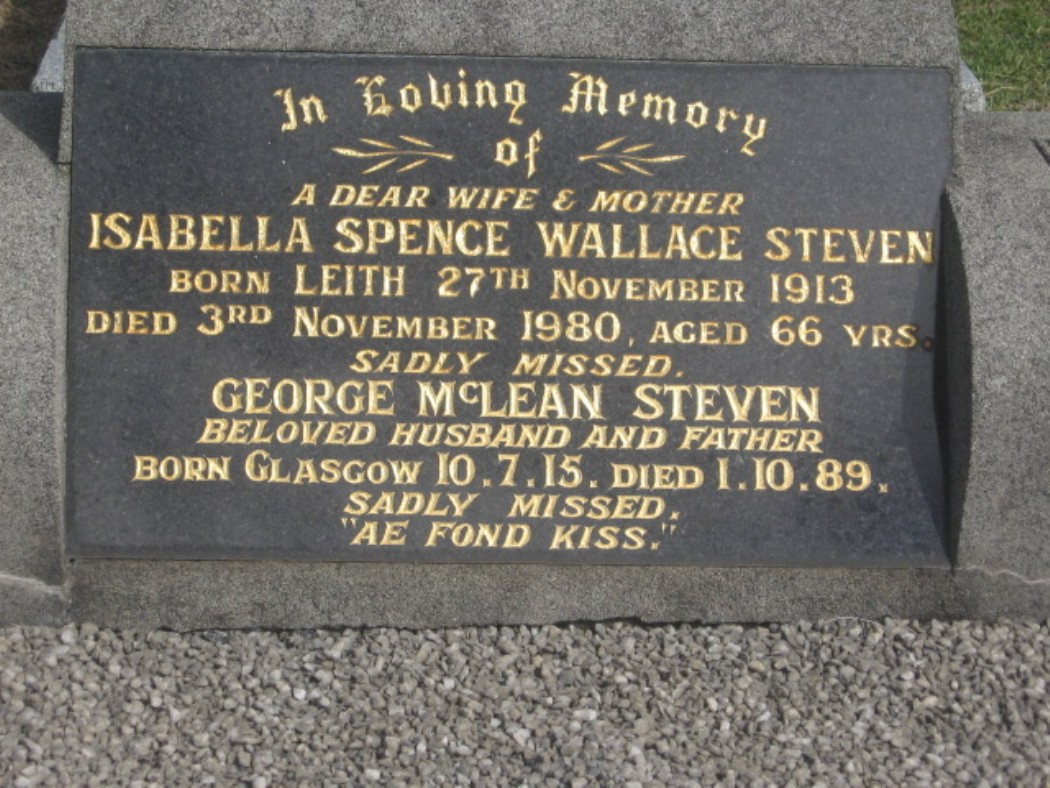 In Loving Memory
of
A DEAR WIFE & MOTHER
ISABELLA SPENCE WALLACE STEVEN
BORN LEITH 27TH NOVEMBER 1913
DIED 3RD NOVEMBER 1980, AGED 66 YRS.
SADLY MISSED.
GEORGE McLEAN STEVEN
BELOVED HUSBAND AND FATHER
BORN GLASGOW 10.7.15. DIED 1.10.89.
SADLY MISSED.
"AE FOND KISS."